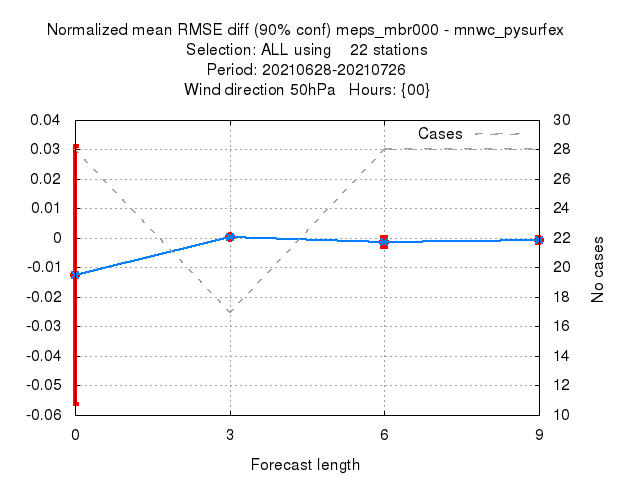 Normalized mean RMSE diff (90% conf) meps_mbr000 - mnwc_pysurfex
Selection: ALL using    22 stations
Period: 20210628-20210726
Wind direction 50hPa   Hours: {00}
Cases
0.04
0.03
0.02
0.01
0
-0.01
-0.02
-0.03
-0.04
-0.05
-0.06
30
28
26
24
22
20
18
16
14
12
10
No cases
0 3 6 9
Forecast length